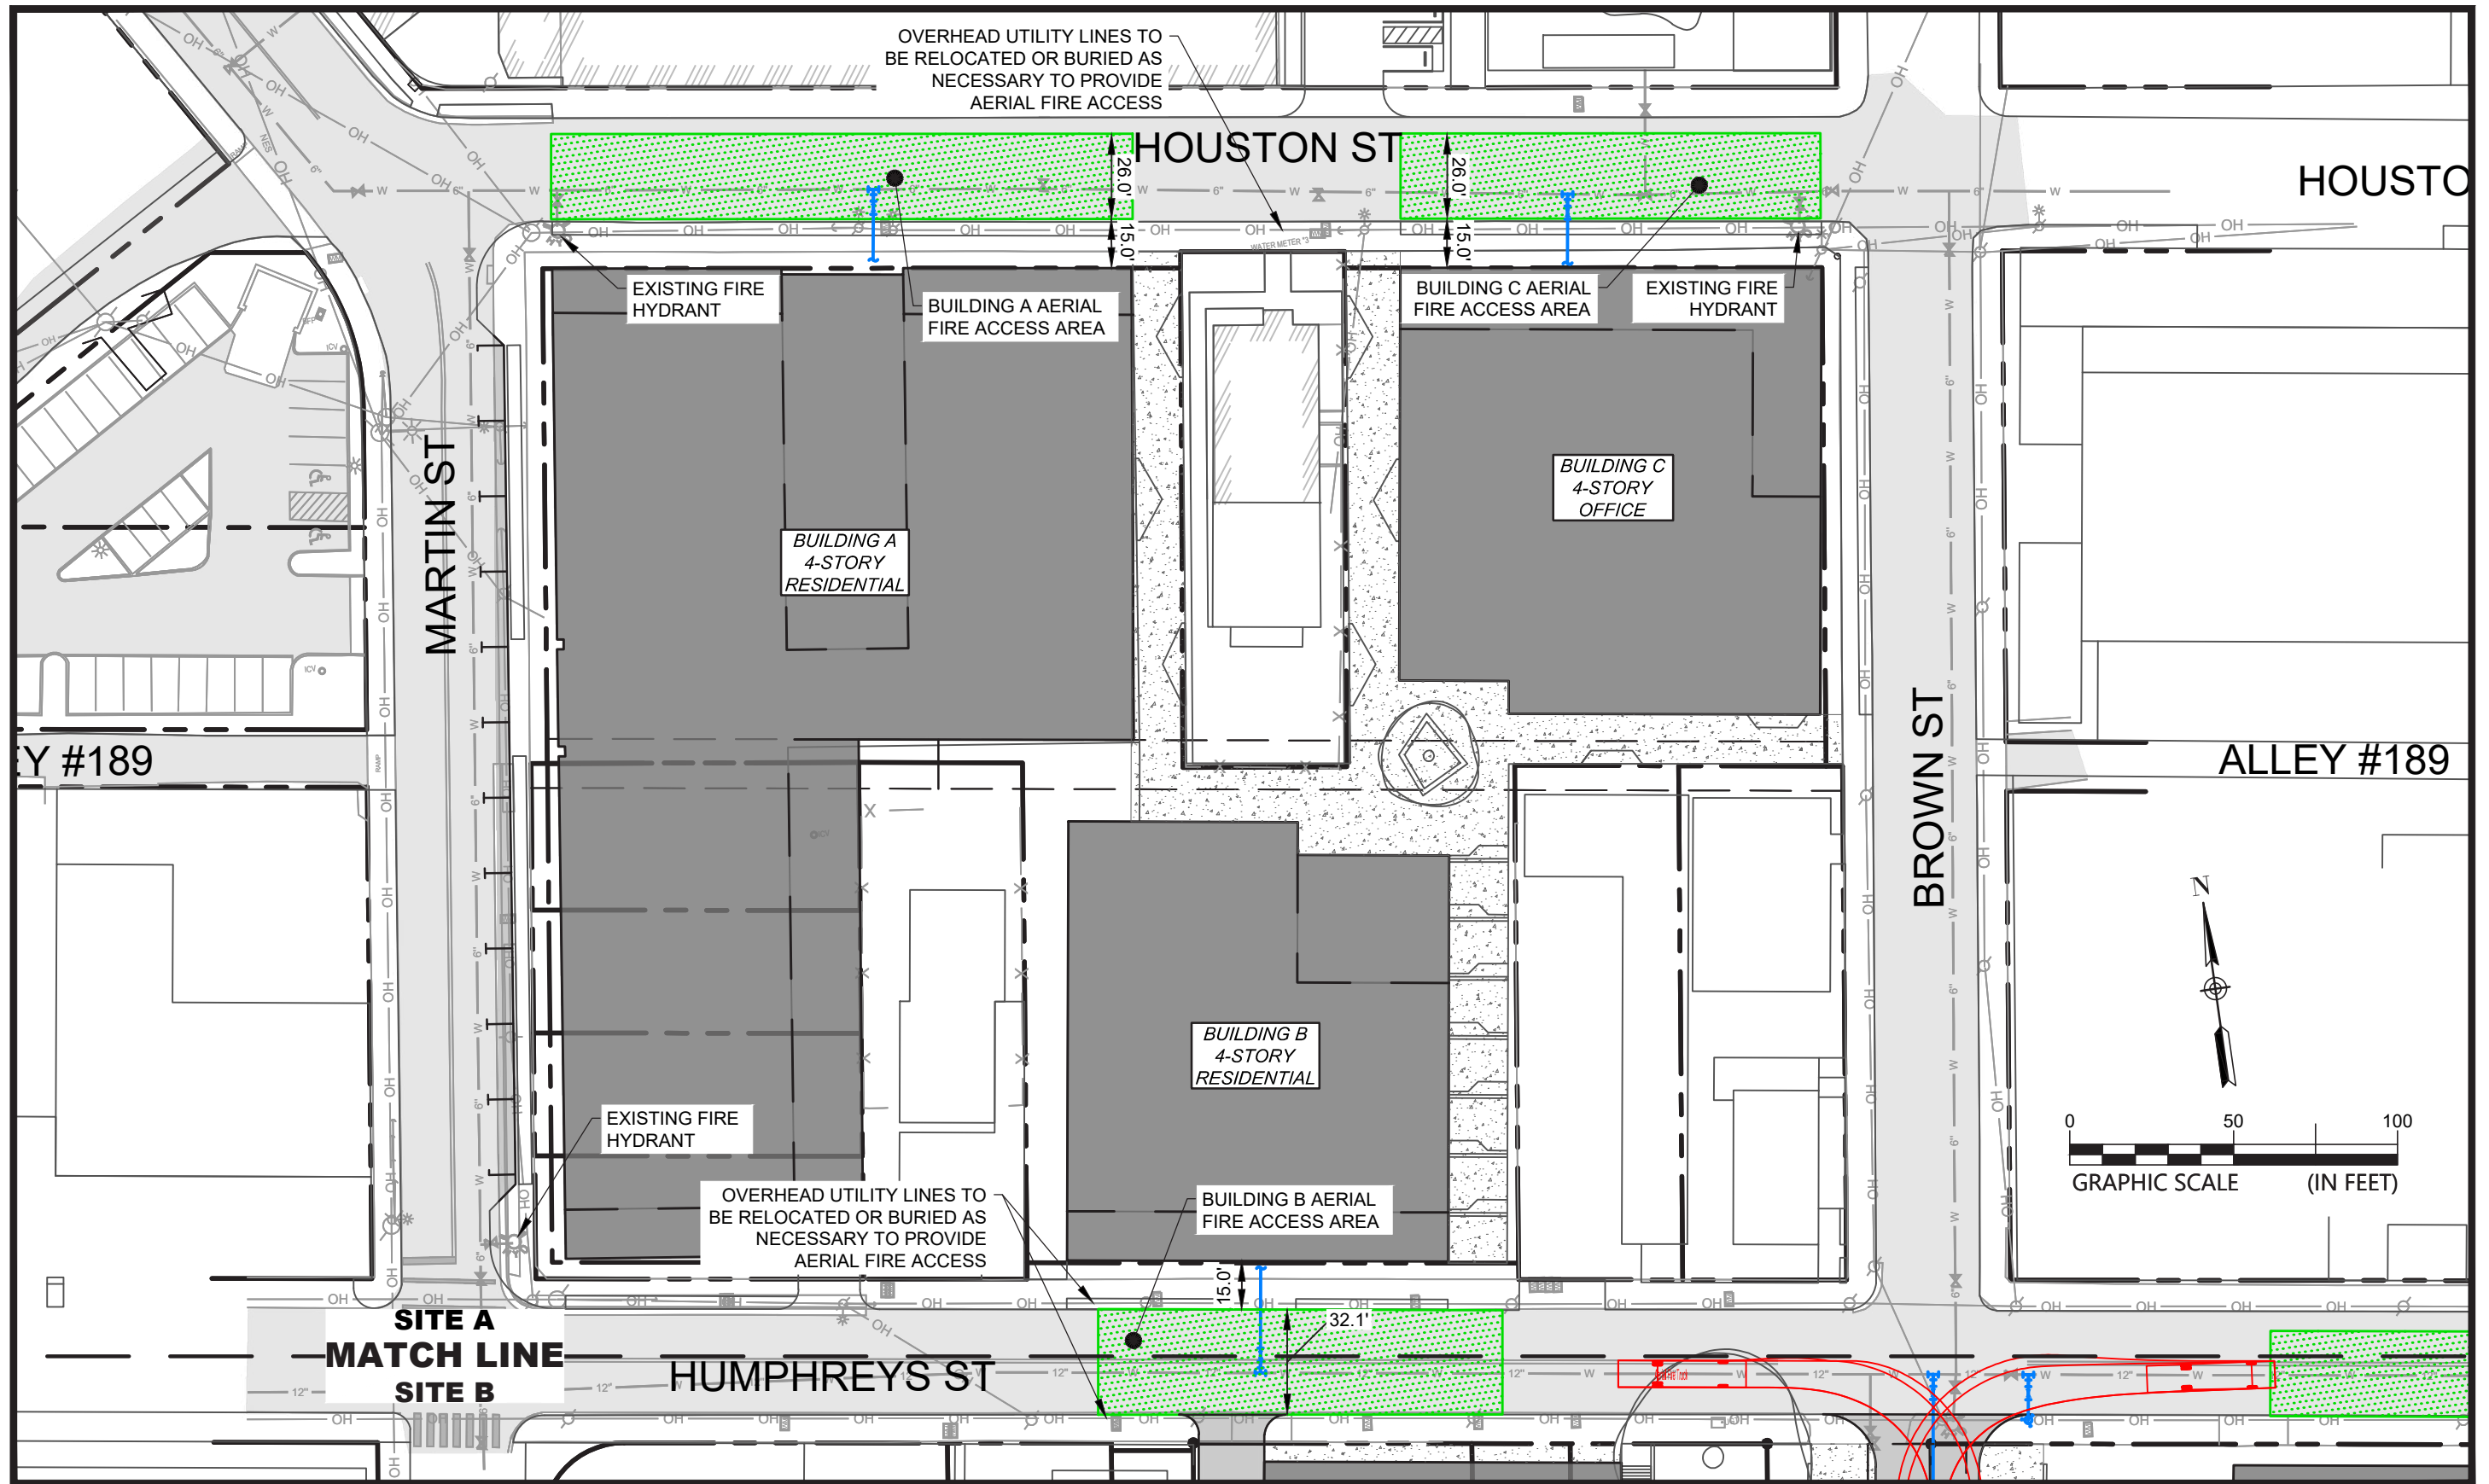 OVERHEAD UTILITY LINES TO
BE RELOCATED OR BURIED AS
NECESSARY TO PROVIDE
AERIAL FIRE ACCESS
HOUSTON ST
HOUSTO
26.0'
26.0'
15.0'
15.0'
WATER METER
EXISTING FIRE
HYDRANT
BUILDING A AERIAL
FIRE ACCESS AREA
BUILDING C AERIAL
FIRE ACCESS AREA
EXISTING FIRE
HYDRANT
MARTIN ST
BUILDING A
4-STORY
RESIDENTIAL
BUILDING C
4-STORY
OFFICE
BROWN ST
EY #189
ALLEY #189
RAMP
N
BUILDING B
4-STORY
RESIDENTIAL
0 50 100
GRAPHIC SCALE (IN FEET)
EXISTING FIRE
HYDRANT
OVERHEAD UTILITY LINES TO
BE RELOCATED OR BURIED AS
NECESSARY TO PROVIDE
AERIAL FIRE ACCESS
BUILDING B AERIAL
FIRE ACCESS AREA
15.0'
32.1'
SITE A
MATCH LINE
SITE B
HUMPHREYS ST